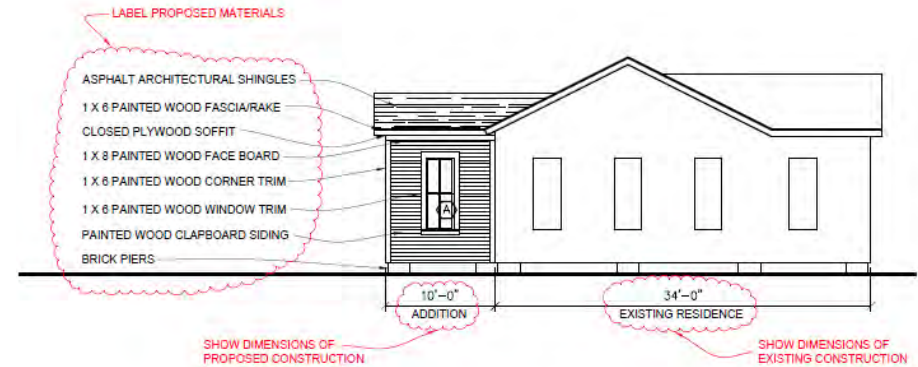 LABEL PROPOSED MATERIALS
ASPHALT ARCHITECTURAL SHINGLES
1 X 6 PAINTED WOOD FASCIA/RAKE
CLOSED PLYWOOD SOFFIT
1 X 8 PAINTED WOOD FACE BOARD
1 X 6 PAINTED WOOD CORNER TRIM
1 X 6 PAINTED WOOD WINDOW TRIM
PAINTED WOOD CLAPBOARD SIDING
BRICK PIERS
A
10'-0"
ADDITION
34'-0"
EXISTING RESIDENCE
SHOW DIMENSIONS OF
PROPOSED CONSTRUCTION
SHOW DIMENSIONS OF
EXISTING CONSTRUCTION